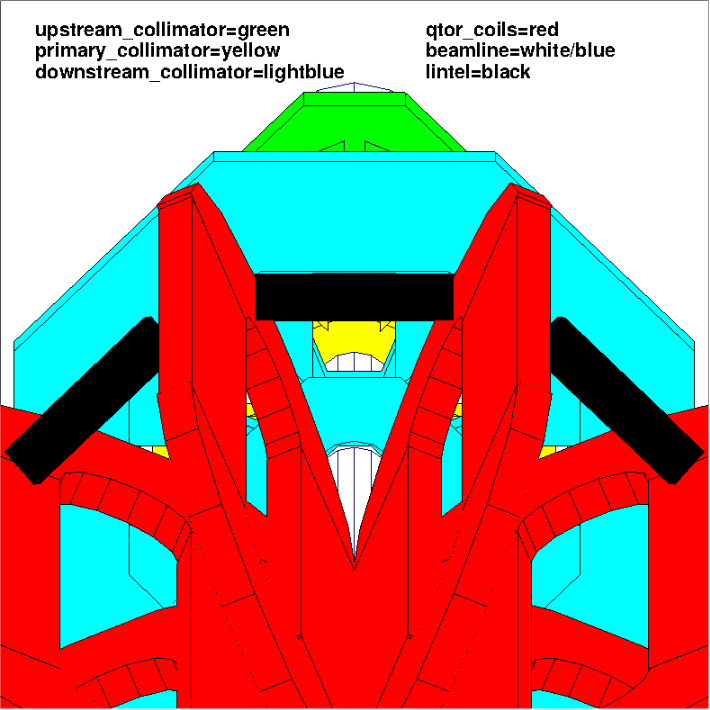 upstream_collimator=green
primary_collimator=yellow
downstream_collimator=lightblue
qtor_coils=red
beamline=white/blue
lintel=black